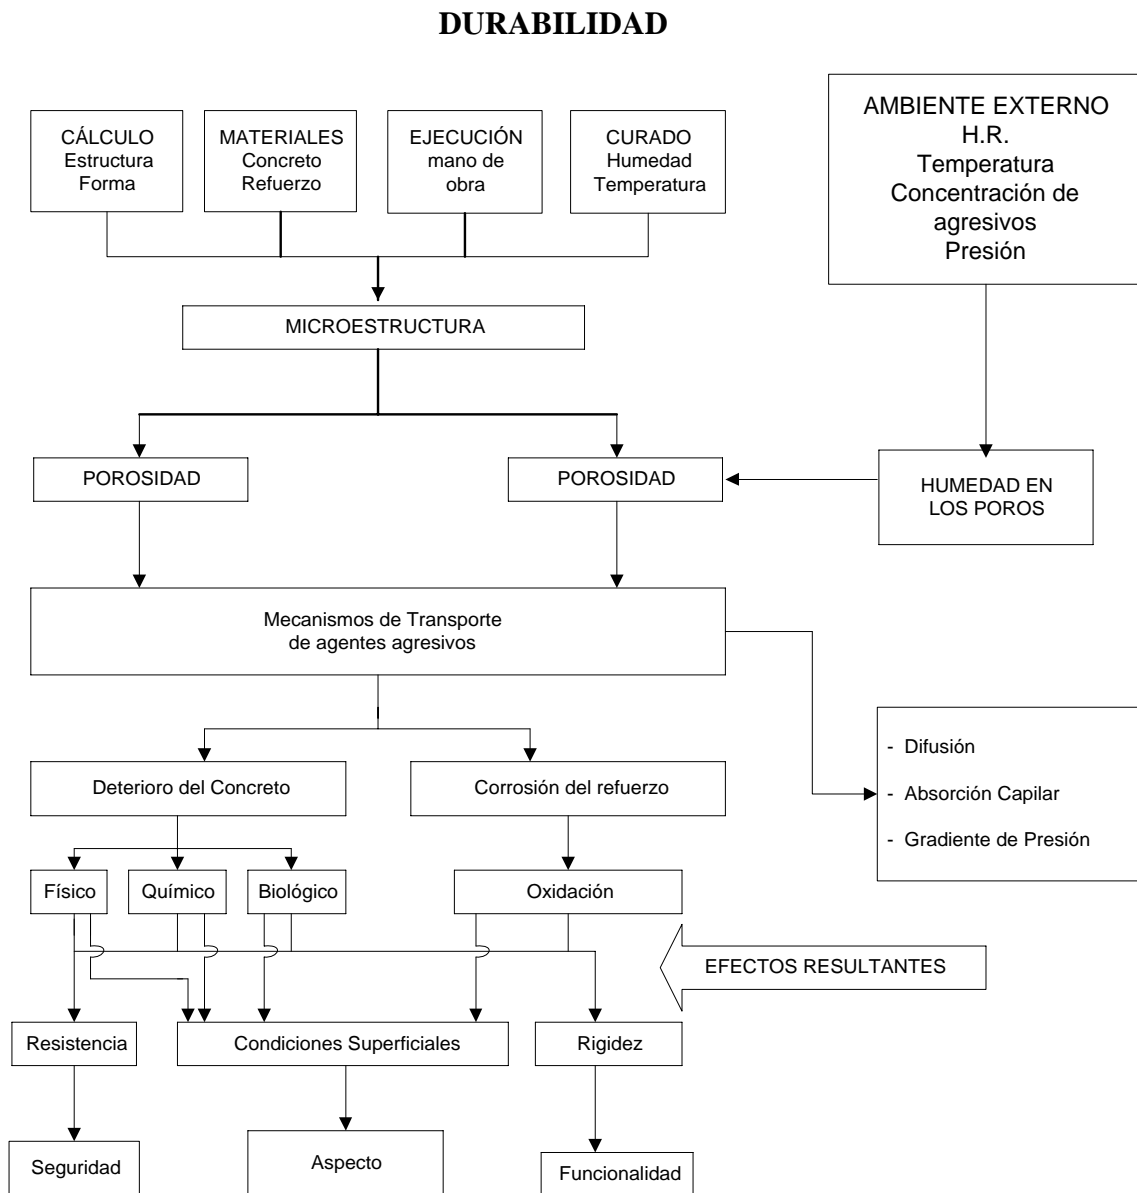 DURABILIDAD
CÁLCULO
Estructura
Forma
MATERIALES
Concreto
Refuerzo
EJECUCIÓN
mano de
obra
CURADO
Humedad
Temperatura
AMBIENTE EXTERNO
H.R.
Temperatura
Concentración de
agresivos
Presión
MICROESTRUCTURA
POROSIDAD
POROSIDAD
HUMEDAD EN
LOS POROS
Mecanismos de Transporte
de agentes agresivos
- Difusión
- Absorción Capilar
- Gradiente de Presión
Deterioro del Concreto
Corrosión del refuerzo
Físico
Químico
Biológico
Oxidación
EFECTOS RESULTANTES
Resistencia
Condiciones Superficiales
Rigidez
Seguridad
Aspecto
Funcionalidad